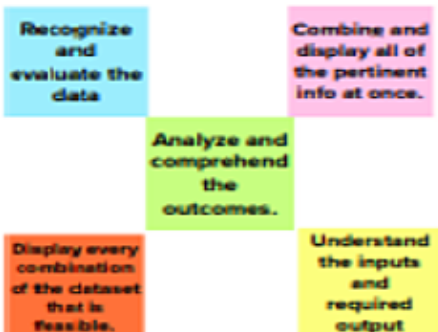 Recognize
and
evaluate the
data
Combine and
display all of
the pertinent
info at once.
Analyze and
comprehend
the
outcomes.
Display every
combination
of the dataset
that is
feasible.
Understand
the inputs
and
required
output